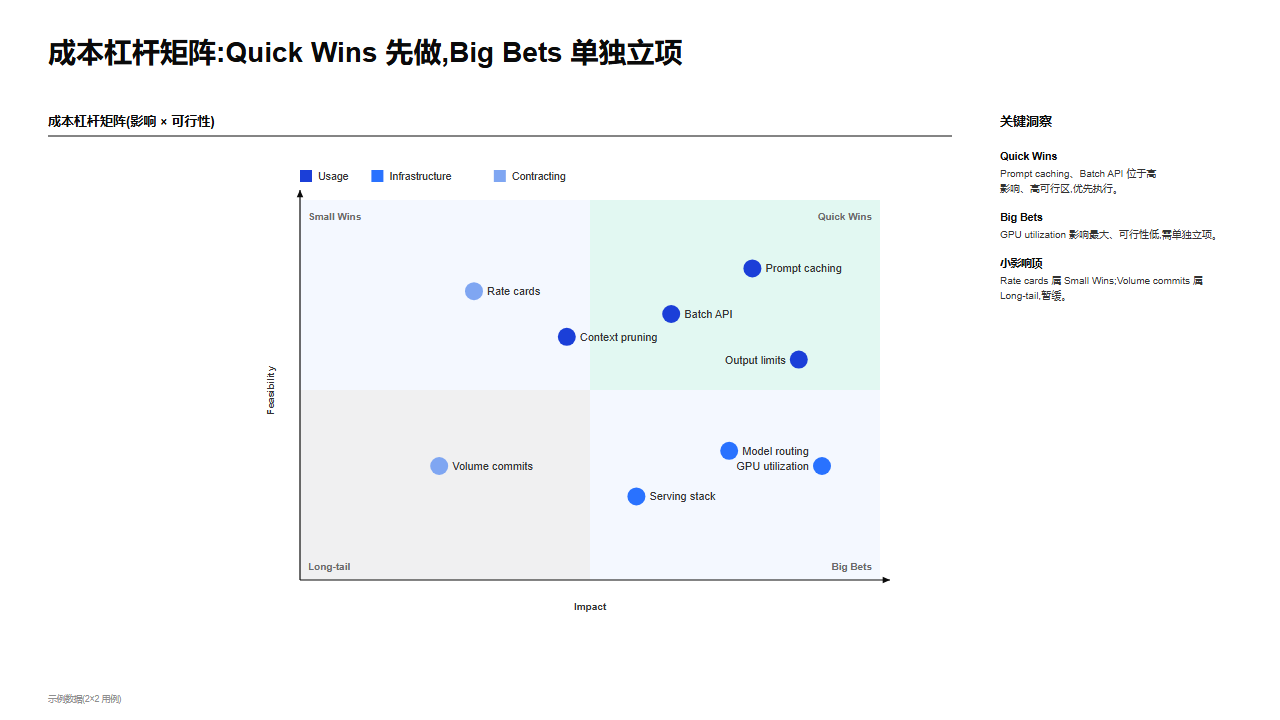 成本杠杆矩阵:Quick Wins 先做,Big Bets 单独立项
成本杠杆矩阵(影响 × 可行性)
Usage
Infrastructure
Contracting
Small Wins
Quick Wins
Prompt caching
Rate cards
Batch API
Context pruning
Output limits
Feasibility
Model routing
GPU utilization
Volume commits
Serving stack
Long-tail
Big Bets
Impact
关键洞察
Quick Wins
Prompt caching、Batch API 位于高
影响、高可行区,优先执行。
Big Bets
GPU utilization 影响最大、可行性低,需单独立项。
小影响项
Rate cards 属 Small Wins;Volume commits 属
Long-tail,暂缓。
示例数据(2×2 用例)